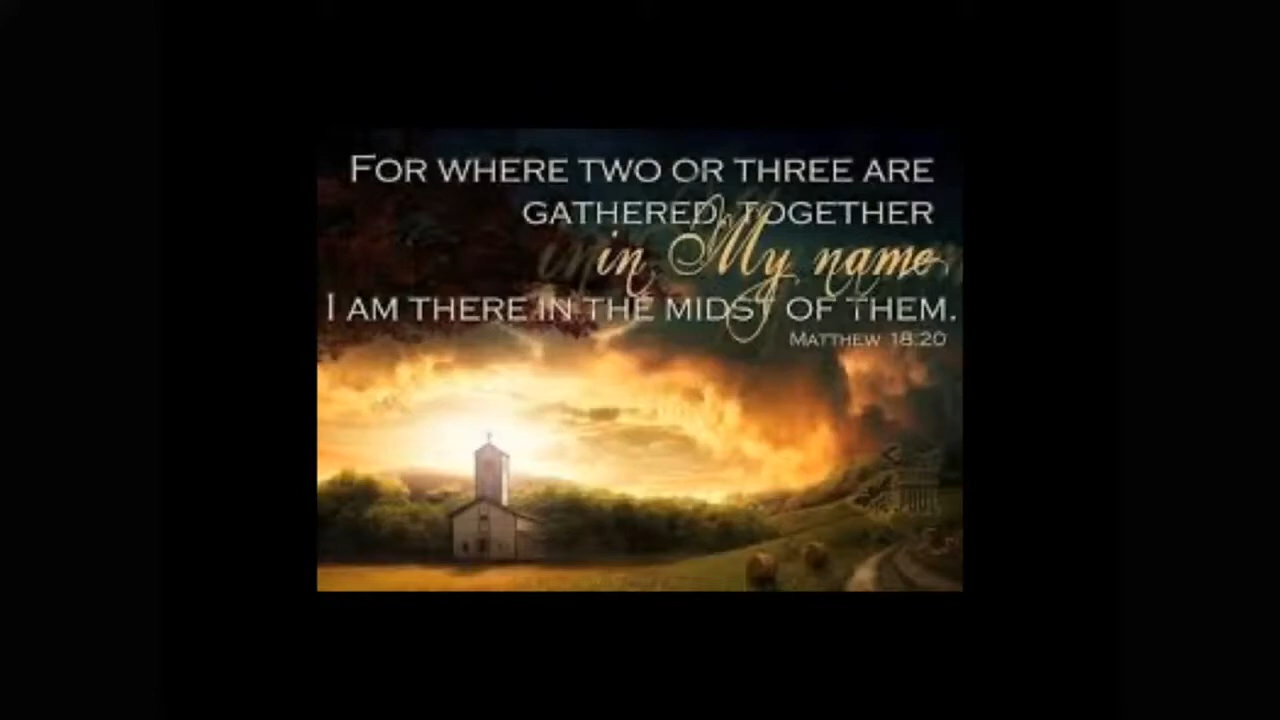 For where two or three are
gathered together
in My name
I am there in the midst of them.
Matthew 18:20